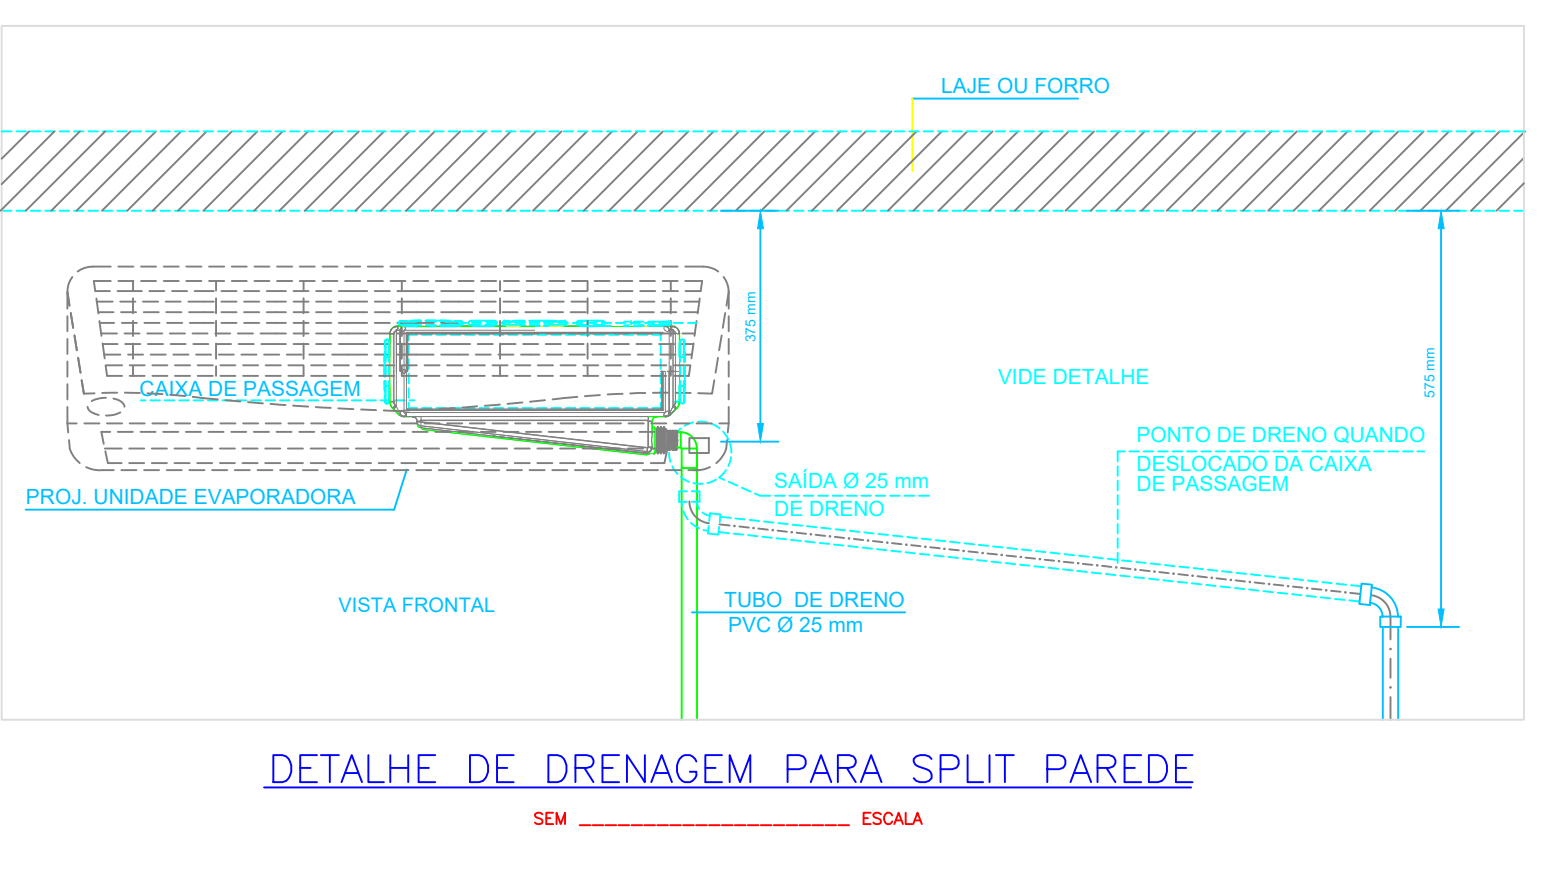 LAJE OU FORRO
375 mm
575 mm
VIDE DETALHE
CAIXA DE PASSAGEM
PONTO DE DRENO QUANDO
DESLOCADO DA CAIXA
DE PASSAGEM
SAÍDA Ø 25 mm
DE DRENO
PROJ. UNIDADE EVAPORADORA
VISTA FRONTAL
TUBO DE DRENO
PVC Ø 25 mm
DETALHE DE DRENAGEM PARA SPLIT PAREDE
SEM _____________________ ESCALA